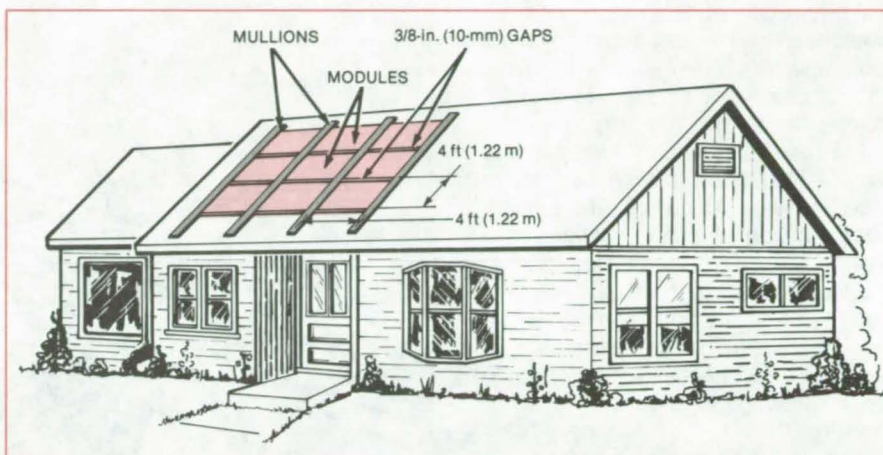 MULLIONS
3/8-in. (10-mm) GAPS
MODULES
4 ft (1.22 m)
4 ft (1.22 m)